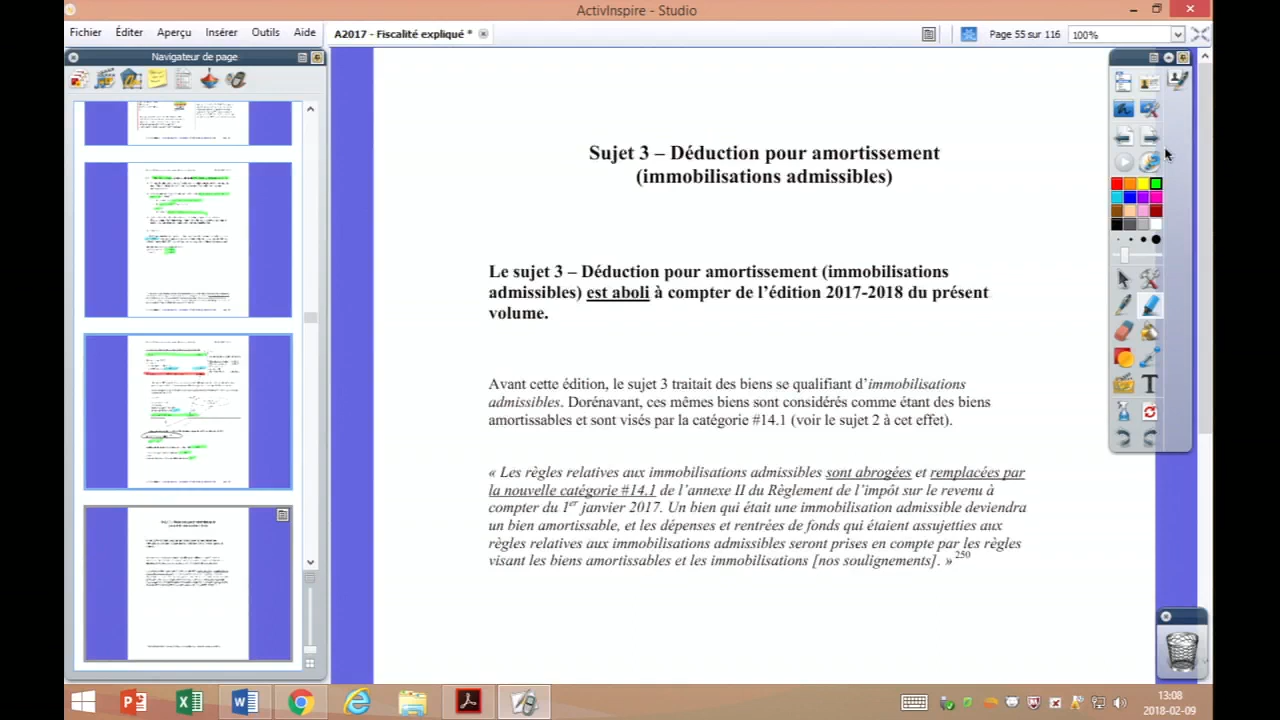 ActivInspire - Studio
Fichier Éditer Aperçu Insérer Outils Aide
A2017 - Fiscalité expliqué *
Page 55 sur 116
100%
Navigateur de page
Sujet 3 – Déduction pour amortissement
(immobilisations admissibles)
Le sujet 3 – Déduction pour amortissement (immobilisations
admissibles) est aboli à compter de l’édition 2017-2018 du présent
volume.
Avant cette édition, le sujet 3 traitait des biens se qualifiant d’immobilisations
admissibles. Dorénavant, ces mêmes biens sont considérés comme étant des biens
amortissables et sont visés par la catégorie #14.1 (voir le sujet 2 à cet effet).
« Les règles relatives aux immobilisations admissibles sont abrogées et remplacées par
la nouvelle catégorie #14.1 de l’annexe II du Règlement de l’impôt sur le revenu à
compter du 1er janvier 2017. Un bien qui était une immobilisation admissible deviendra
un bien amortissable, et les dépenses et rentrées de fonds qui étaient assujetties aux
règles relatives aux immobilisations admissibles seront prises en compte par les règles
visant les biens amortissables et les immobilisations [nos soulignements]. » 250
13:08
2018-02-09